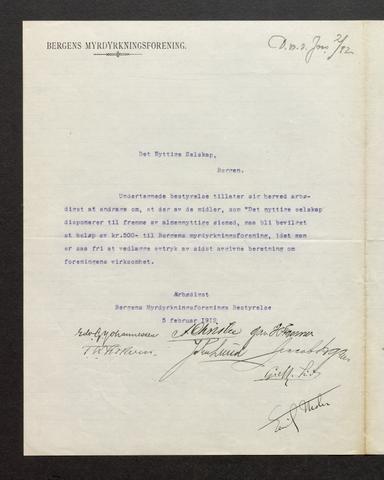 BERGENS MYRDYRKNINGSFORENING.
Det Nyttige Selskap,
Bergen.
Undertegnede bestyrelse tillater sig herved ærbø-
digst at andrage om, at der av de midler, som "Det nyttige selskap
disponerer til fremme av almennyttige øiemed, maa bli bevilget
et beløp av kr.500- til Bergens myrdyrkningsforening, idet man
er saa fri at vedlægge avtryk av sidst avgivne beretning om
foreningens virksomhet.
Ærbødigst
Bergens Myrdyrkningsforenings Bestyrelse
5 februar 1912